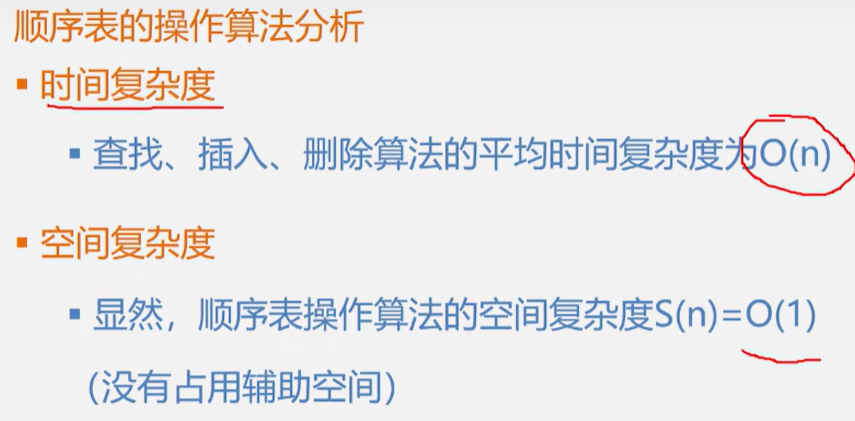 顺序表的操作算法分析
▪ 时间复杂度
▪ 查找、插入、删除算法的平均时间复杂度为O(n)
▪ 空间复杂度
▪ 显然，顺序表操作算法的空间复杂度S(n)=O(1)
（没有占用辅助空间）